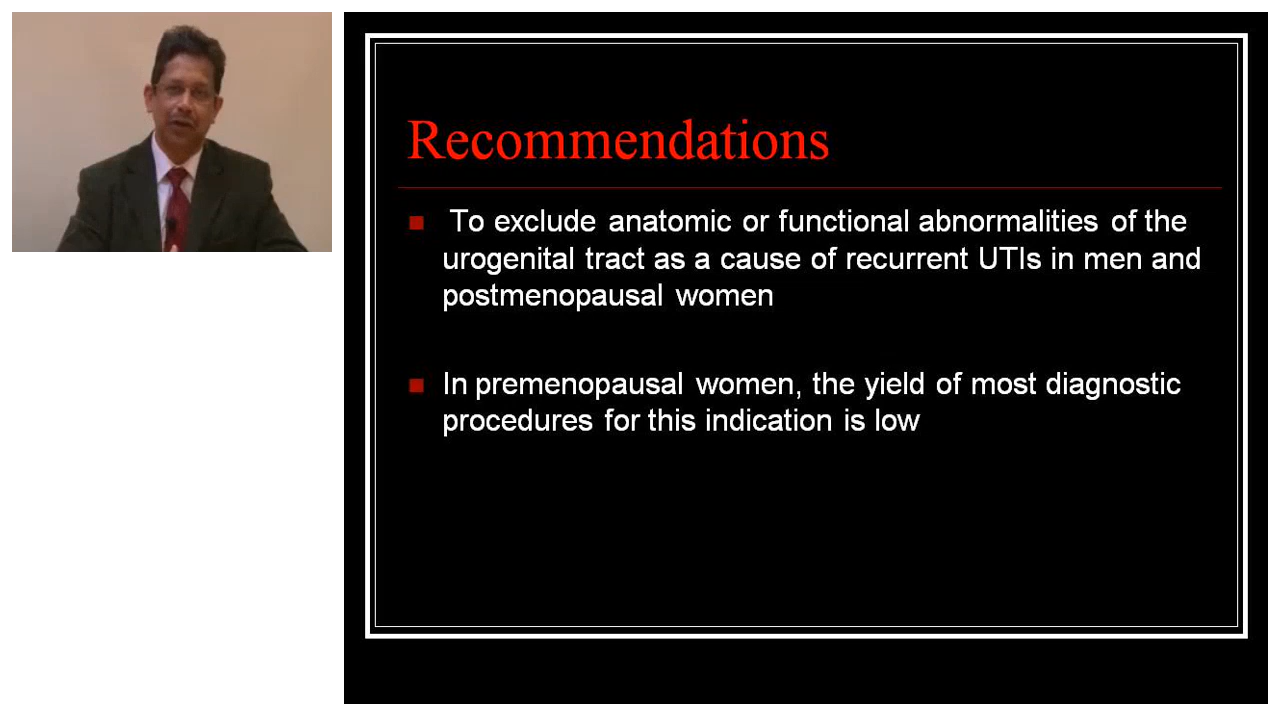 Recommendations
To exclude anatomic or functional abnormalities of the
urogenital tract as a cause of recurrent UTIs in men and
postmenopausal women
In premenopausal women, the yield of most diagnostic
procedures for this indication is low